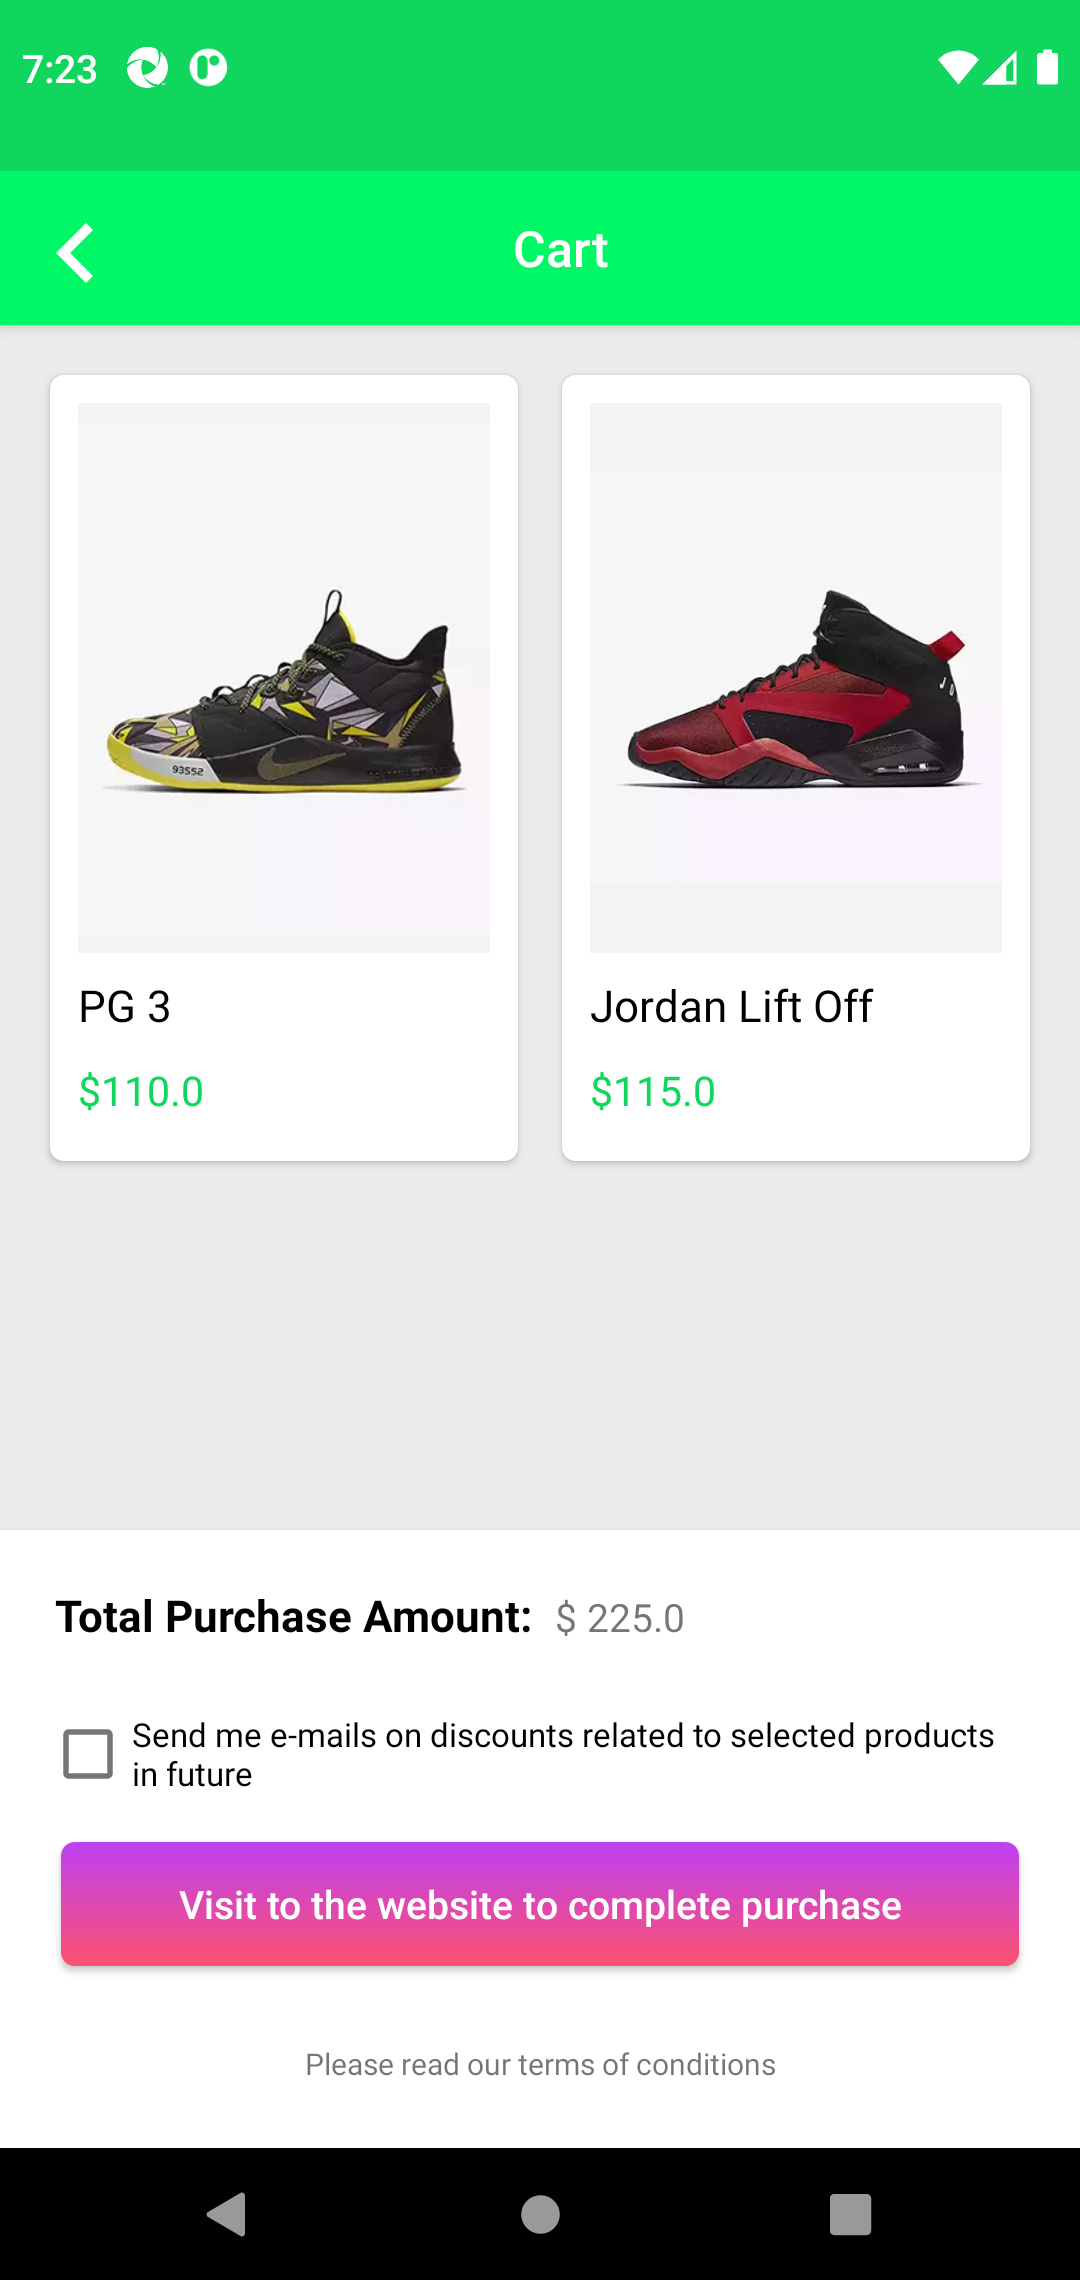 7:23
Cart
93552
PG 3
$110.0
Jordan Lift Off
$115.0
Total Purchase Amount: $ 225.0
Send me e-mails on discounts related to selected products
in future
Visit to the website to complete purchase
Please read our terms of conditions